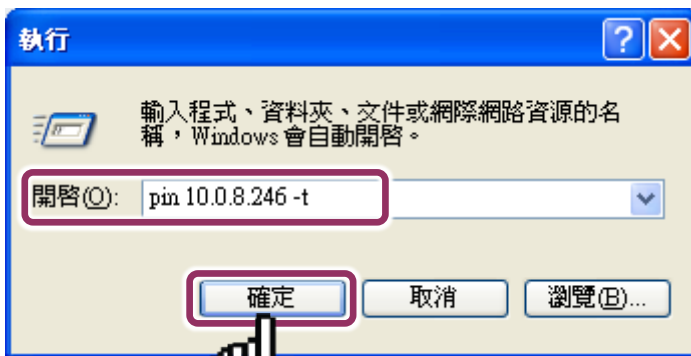 執行
輸入程式、資料夾、文件或網際網路資源的名
稱，Windows 會自動開啓。
開啓(O): pin 10.0.8.246 -t
確定 取消 瀏覽(B)...